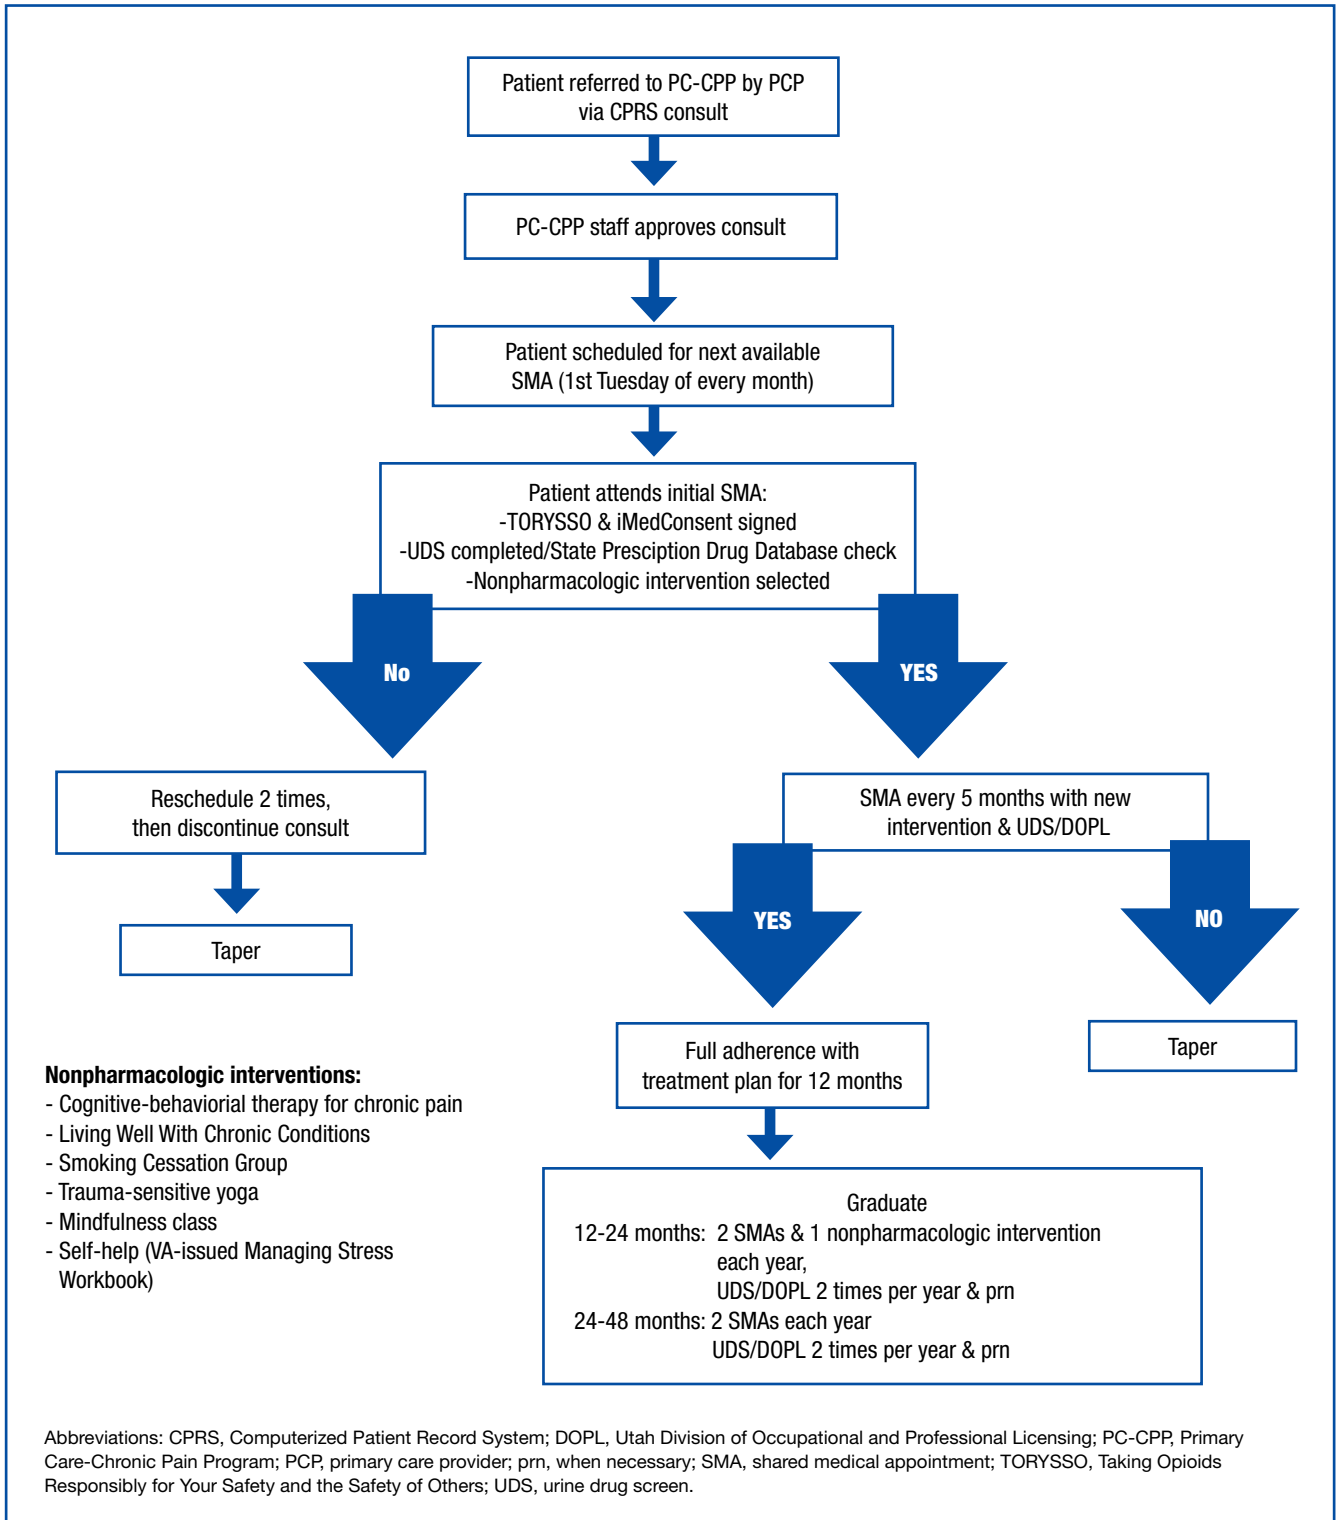 Patient referred to PC-CPP by PCP
via CPRS consult
PC-CPP staff approves consult
Patient scheduled for next available
SMA (1st Tuesday of every month)
Patient attends initial SMA:
-TORYSSO & iMedConsent signed
-UDS completed/State Presciption Drug Database check
-Nonpharmacologic intervention selected
No
YES
Reschedule 2 times,
then discontinue consult
Taper
SMA every 5 months with new
intervention & UDS/DOPL
YES
NO
Full adherence with
treatment plan for 12 months
Taper
Graduate
12-24 months: 2 SMAs & 1 nonpharmacologic intervention
each year,
UDS/DOPL 2 times per year & prn
24-48 months: 2 SMAs each year
UDS/DOPL 2 times per year & prn
Nonpharmacologic interventions:
- Cognitive-behaviorial therapy for chronic pain
- Living Well With Chronic Conditions
- Smoking Cessation Group
- Trauma-sensitive yoga
- Mindfulness class
- Self-help (VA-issued Managing Stress
Workbook)
Abbreviations: CPRS, Computerized Patient Record System; DOPL, Utah Division of Occupational and Professional Licensing; PC-CPP, Primary
Care-Chronic Pain Program; PCP, primary care provider; prn, when necessary; SMA, shared medical appointment; TORYSSO, Taking Opioids
Responsibly for Your Safety and the Safety of Others; UDS, urine drug screen.